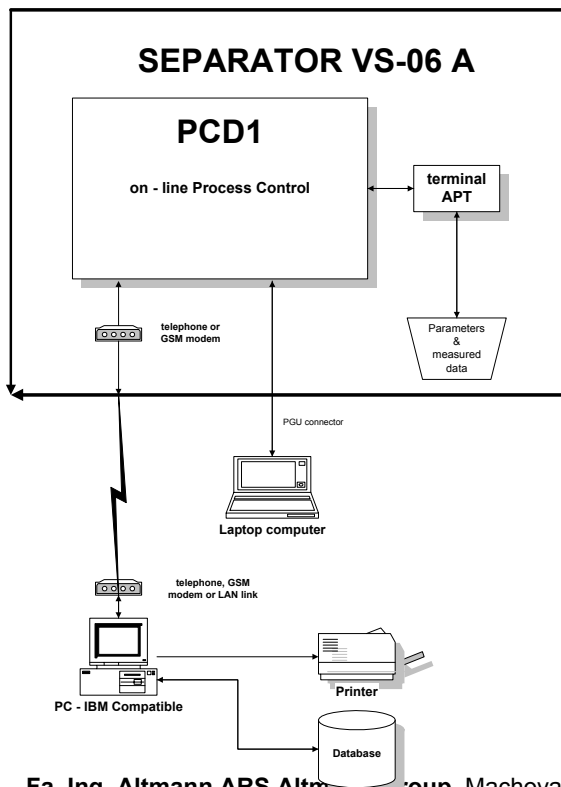 SEPARATOR VS-06 A
PCD1
on - line Process Control
terminal
APT
telephone or
GSM modem
Parameters
&
measured
data
PGU connector
Laptop computer
telephone, GSM
modem or LAN link
PC - IBM Compatible
Printer
Database
Fa. Ing. Altmann ARS Altm roup, Machova